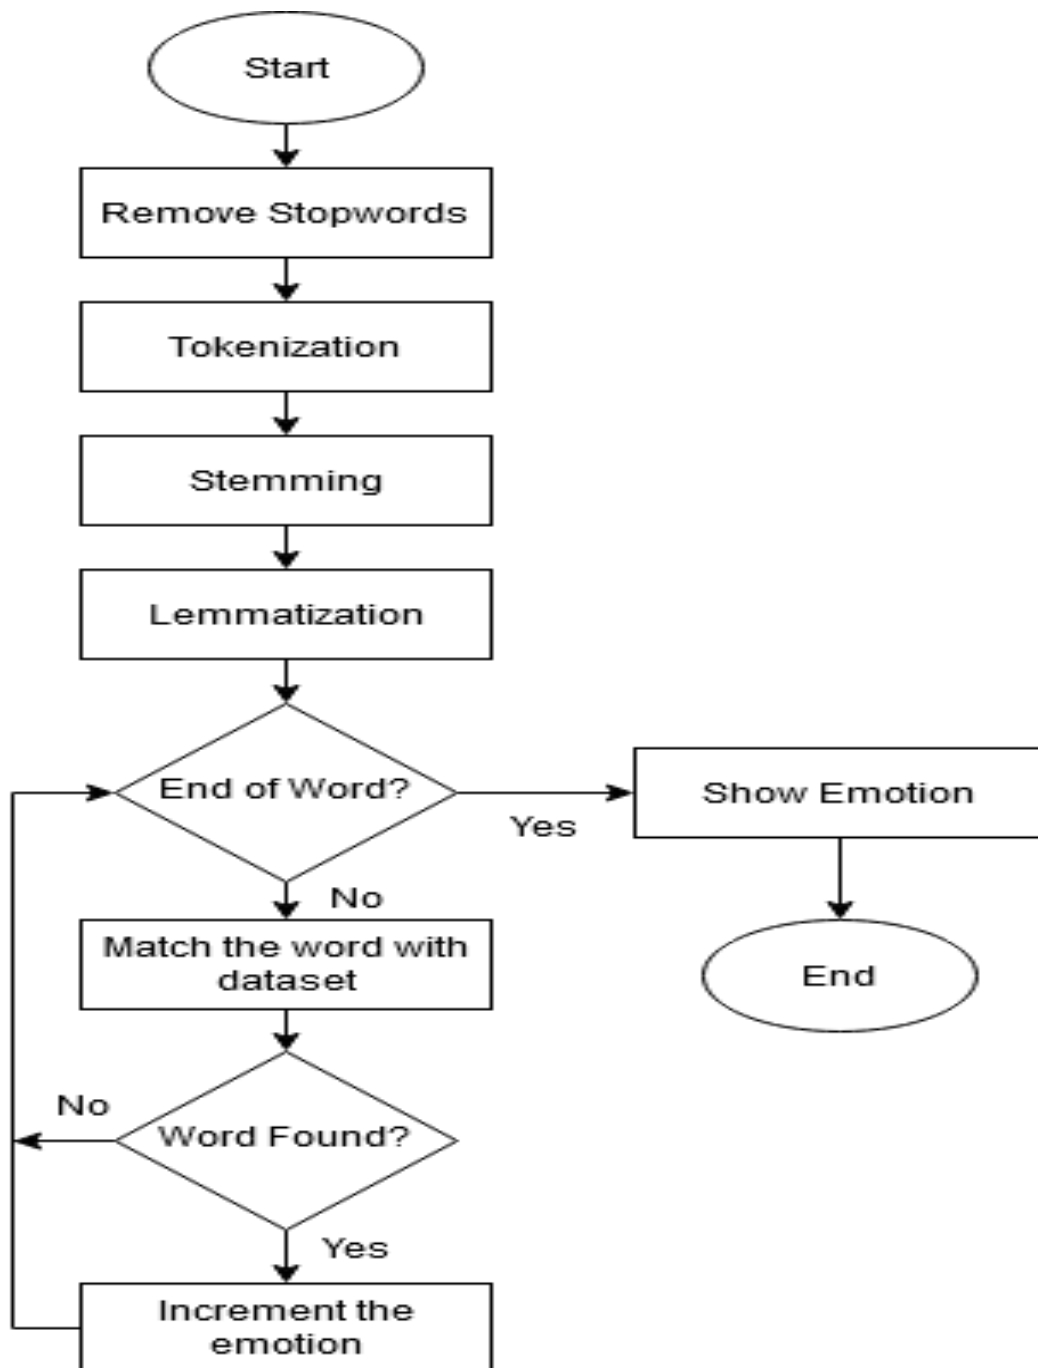 Start
Remove Stopwords
Tokenization
Stemming
Lemmatization
End of Word?
Yes
Show Emotion
No
Match the word with
dataset
End
No
Word Found?
Yes
Increment the
emotion